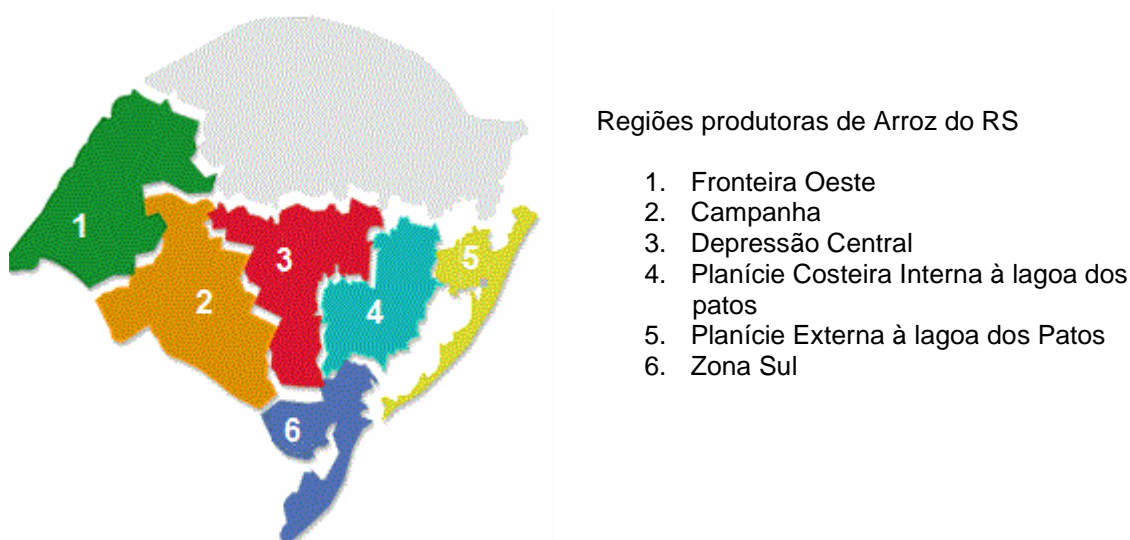 Regiões produtoras de Arroz do RS
1. Fronteira Oeste
2. Campanha
3. Depressão Central
4. Planície Costeira Interna à lagoa dos
patos
5. Planície Externa à lagoa dos Patos
6. Zona Sul
1
2
3
4
5
6